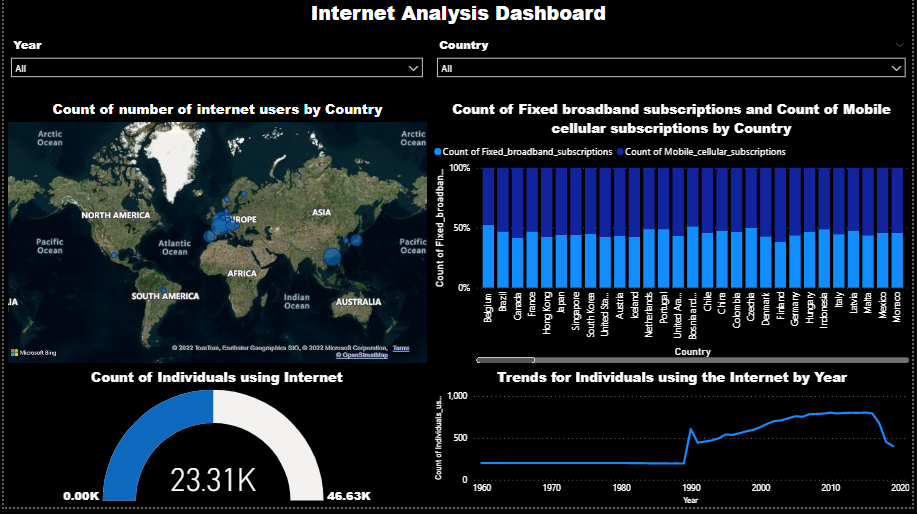 Internet Analysis Dashboard
Year
All
Country
All
Count of number of internet users by Country
Arctic
Ocean
Arctic
Ocean
NORTH AMERICA
EUROPE
ASIA
Pacific
Ocean
Atlantic
Ocean
Pacific
Ocean
AFRICA
SOUTH AMERICA
Indian
Ocean
AUSTRALIA
IA
Microsoft Bing
© 2022 TomTom, Earthstar Geographics SIO, © 2022 Microsoft Corporation, Terms
© OpenStreetMap
Count of Fixed broadband subscriptions and Count of Mobile
cellular subscriptions by Country
Count of Fixed_broadband_subscriptions Count of Mobile_cellular_subscriptions
Count of Fixed_broadban...
100%
50%
0%
Belgium
Brazil
Canada
France
Hong Kong
Japan
Singapore
South Korea
United Sta...
Austria
Iceland
Netherlands
Portugal
United Ara...
Bosnia and...
Chile
China
Colombia
Czechia
Denmark
Finland
Germany
Hungary
Indonesia
Italy
Latvia
Malta
Mexico
Morocco
Country
Count of Individuals using Internet
23.31K
0.00K
46.63K
Trends for Individuals using the Internet by Year
Count of Individuals_us...
1,000
500
0
1960 1970 1980 1990 2000 2010 2020
Year